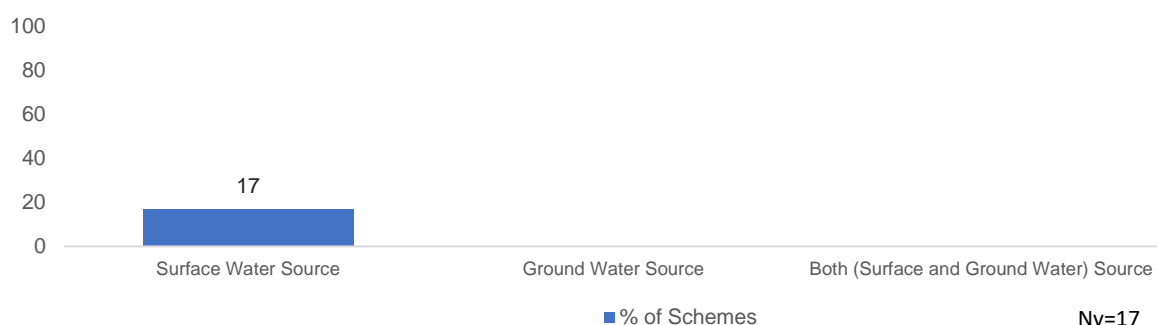 100
80
60
40
20
0
17
Surface Water Source
Ground Water Source
Both (Surface and Ground Water) Source
% of Schemes
Nv=17